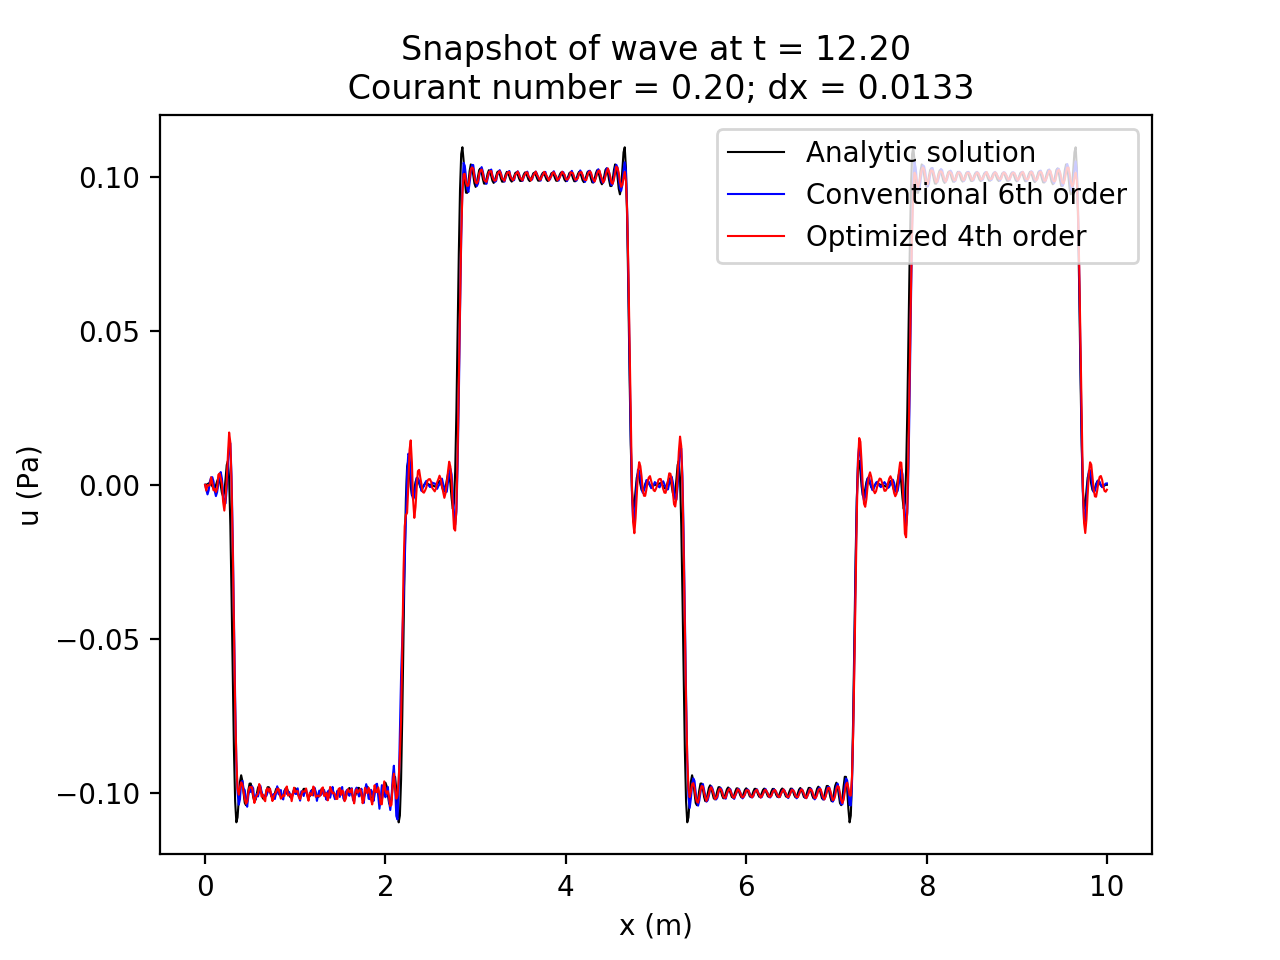 Snapshot of wave at t = 12.20
Courant number = 0.20; dx = 0.0133
Analytic solution
Conventional 6th order
Optimized 4th order
0.10
0.05
0.00
−0.05
−0.10
u (Pa)
0 2 4 6 8 10
x (m)